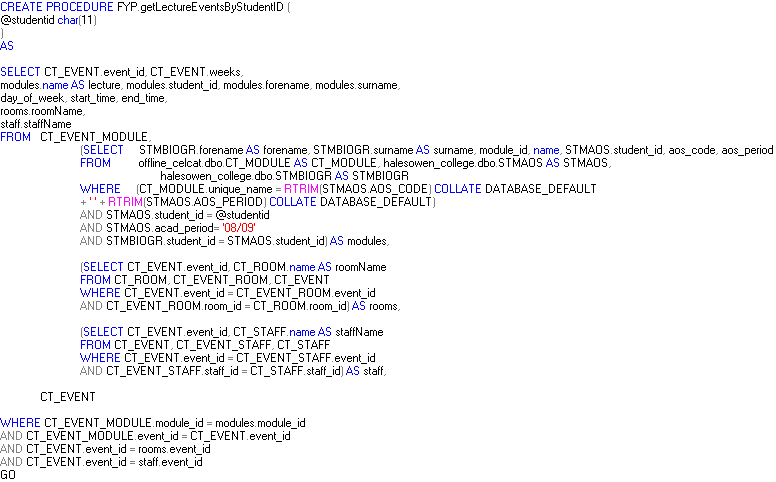 CREATE PROCEDURE FYP.getLectureEventsByStudentID (
@studentid char(11)
)
AS
SELECT CT_EVENT.event_id, CT_EVENT.weeks,
modules.name AS lecture, modules.student_id, modules.forename, modules.surname,
day_of_week, start_time, end_time,
rooms.roomName,
staff.staffName
FROM CT_EVENT_MODULE,
(SELECT STMBIOGR.forename AS forename, STMBIOGR.surname AS surname, module_id, name, STMAOS.student_id, aos_code, aos_period
FROM offline_celcat.dbo.CT_MODULE AS CT_MODULE, halesowen_college.dbo.STMAOS AS STMAOS,
halesowen_college.dbo.STMBIOGR AS STMBIOGR
WHERE (CT_MODULE.unique_name = RTRIM(STMAOS.AOS_CODE) COLLATE DATABASE_DEFAULT
+ ' ' + RTRIM(STMAOS.AOS_PERIOD) COLLATE DATABASE_DEFAULT)
AND STMAOS.student_id = @studentid
AND STMAOS.acad_period= '08/09'
AND STMBIOGR.student_id = STMAOS.student_id) AS modules,
(SELECT CT_EVENT.event_id, CT_ROOM.name AS roomName
FROM CT_ROOM, CT_EVENT_ROOM, CT_EVENT
WHERE CT_EVENT.event_id = CT_EVENT_ROOM.event_id
AND CT_EVENT_ROOM.room_id = CT_ROOM.room_id) AS rooms,
(SELECT CT_EVENT.event_id, CT_STAFF.name AS staffName
FROM CT_EVENT, CT_EVENT_STAFF, CT_STAFF
WHERE CT_EVENT.event_id = CT_EVENT_STAFF.event_id
AND CT_EVENT_STAFF.staff_id = CT_STAFF.staff_id) AS staff,
CT_EVENT
WHERE CT_EVENT_MODULE.module_id = modules.module_id
AND CT_EVENT_MODULE.event_id = CT_EVENT.event_id
AND CT_EVENT.event_id = rooms.event_id
AND CT_EVENT.event_id = staff.event_id
GO